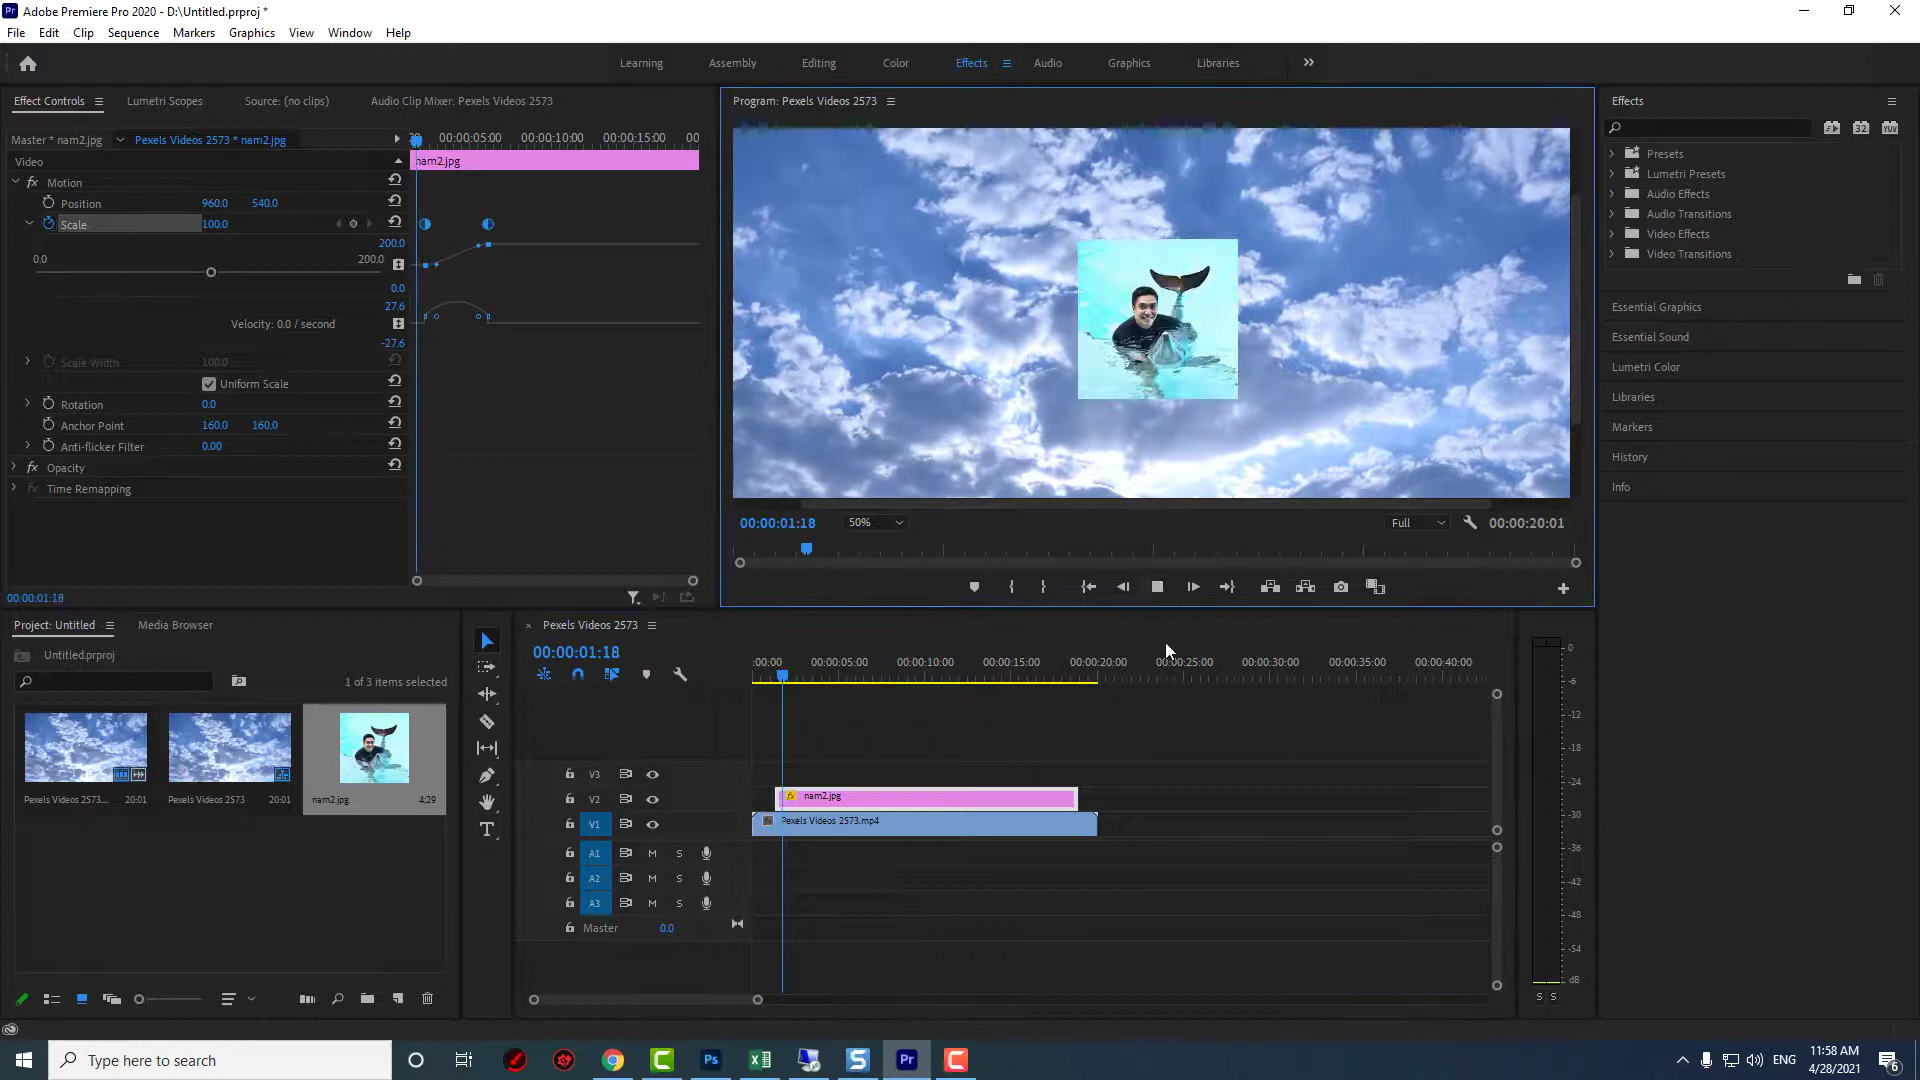 Adobe Premiere Pro 2020 - D:\Untitled.prproj *
File Edit Clip Sequence Markers Graphics View Window Help
Learning Assembly Editing Color Effects Audio Graphics Libraries
Effect Controls Lumetri Scopes Source: (no clips) Audio Clip Mixer: Pexels Videos 2573
Master * nam2.jpg Pexels Videos 2573 * nam2.jpg
00:00:05:00 00:00:10:00 00:00:15:00 00
Video
nam2.jpg
fx Motion
Position 960.0 540.0
Scale 100.0
200.0
0.0 200.0
0.0
27.6
Velocity: 0.0 / second
-27.6
Scale Width 100.0
Uniform Scale
Rotation 0.0
Anchor Point 160.0 160.0
Anti-flicker Filter 0.00
fx Opacity
fx Time Remapping
00:00:01:18
Program: Pexels Videos 2573
00:00:01:18 50% Full 00:00:20:01
Effects
32 YUV
Presets
Lumetri Presets
Audio Effects
Audio Transitions
Video Effects
Video Transitions
Essential Graphics
Essential Sound
Lumetri Color
Libraries
Markers
History
Info
Project: Untitled Media Browser
Untitled.prproj
1 of 3 items selected
Pexels Videos 2573... 20:01
Pexels Videos 2573 20:01
nam2.jpg 4;29
Pexels Videos 2573
00:00:01:18
:00:00 00:00:05:00 00:00:10:00 00:00:15:00 00:00:20:00 00:00:25:00 00:00:30:00 00:00:35:00 00:00:40:00
V3
V2 fx nam2.jpg
V1 Pexels Videos 2573.mp4
A1 M S
A2 M S
A3 M S
Master 0.0
0
-6
-12
-18
-24
-30
-36
-42
-48
-54
dB
S S
Type here to search
Ps Pr
ENG
11:58 AM
4/28/2021
6